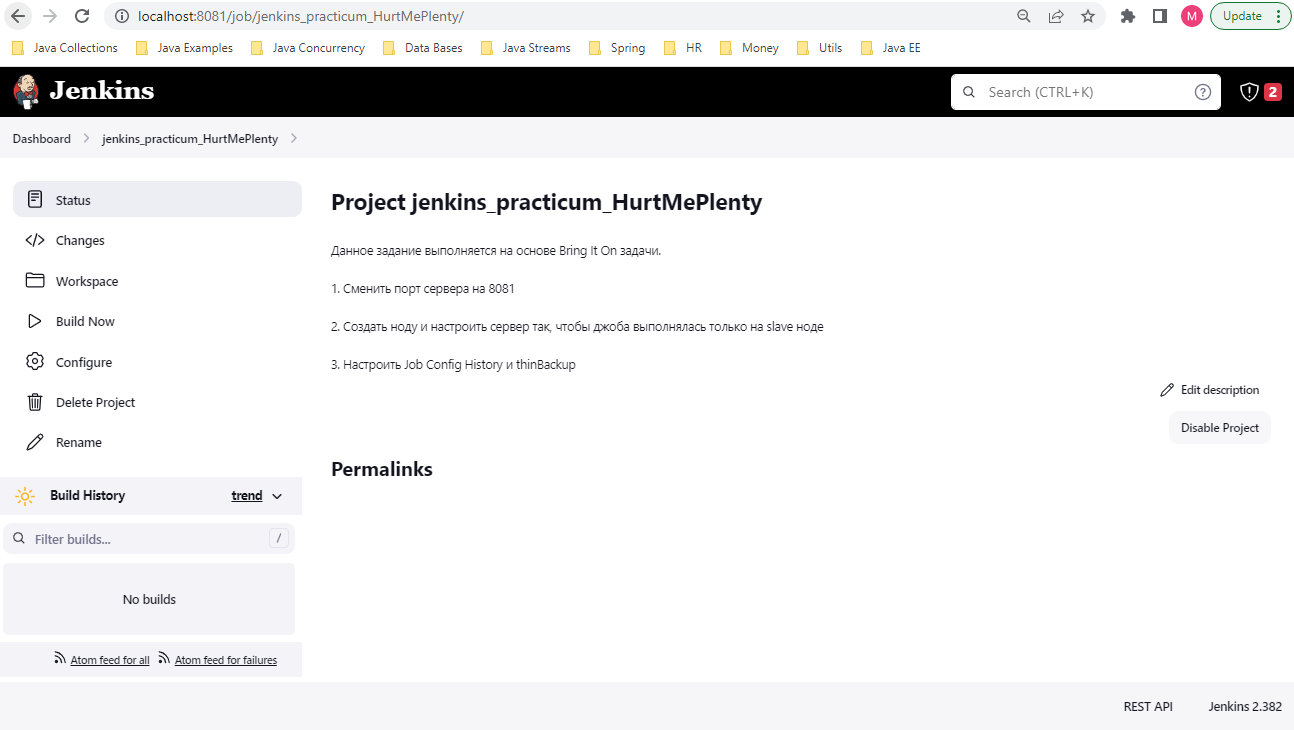 localhost:8081/job/jenkins_practicum_HurtMePlenty/
M
Update
Java Collections
Java Examples
Java Concurrency
Data Bases
Java Streams
Spring
HR
Money
Utils
Java EE
Jenkins
Search (CTRL+K)
?
2
Dashboard
jenkins_practicum_HurtMePlenty
Status
Changes
Workspace
Build Now
Configure
Delete Project
Rename
Build History
trend
Filter builds...
/
No builds
Atom feed for all
Atom feed for failures
Project jenkins_practicum_HurtMePlenty
Данное задание выполняется на основе Bring It On задачи.
1. Сменить порт сервера на 8081
2. Создать ноду и настроить сервер так, чтобы джоба выполнялась только на slave ноде
3. Настроить Job Config History и thinBackup
Edit description
Disable Project
Permalinks
REST API
Jenkins 2.382